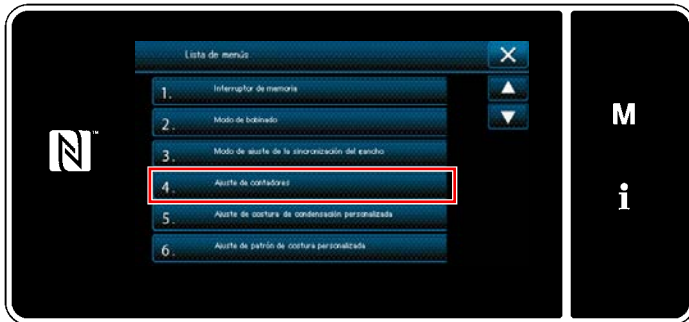 Lista de menús
1. Interruptor de memoria
2. Modo de bobinado
3. Modo de ajuste de la sincronización del gancho
4. Ajuste de contadores
5. Ajuste de costura de condensación personalizada
6. Ajuste de patrón de costura personalizada
M
i